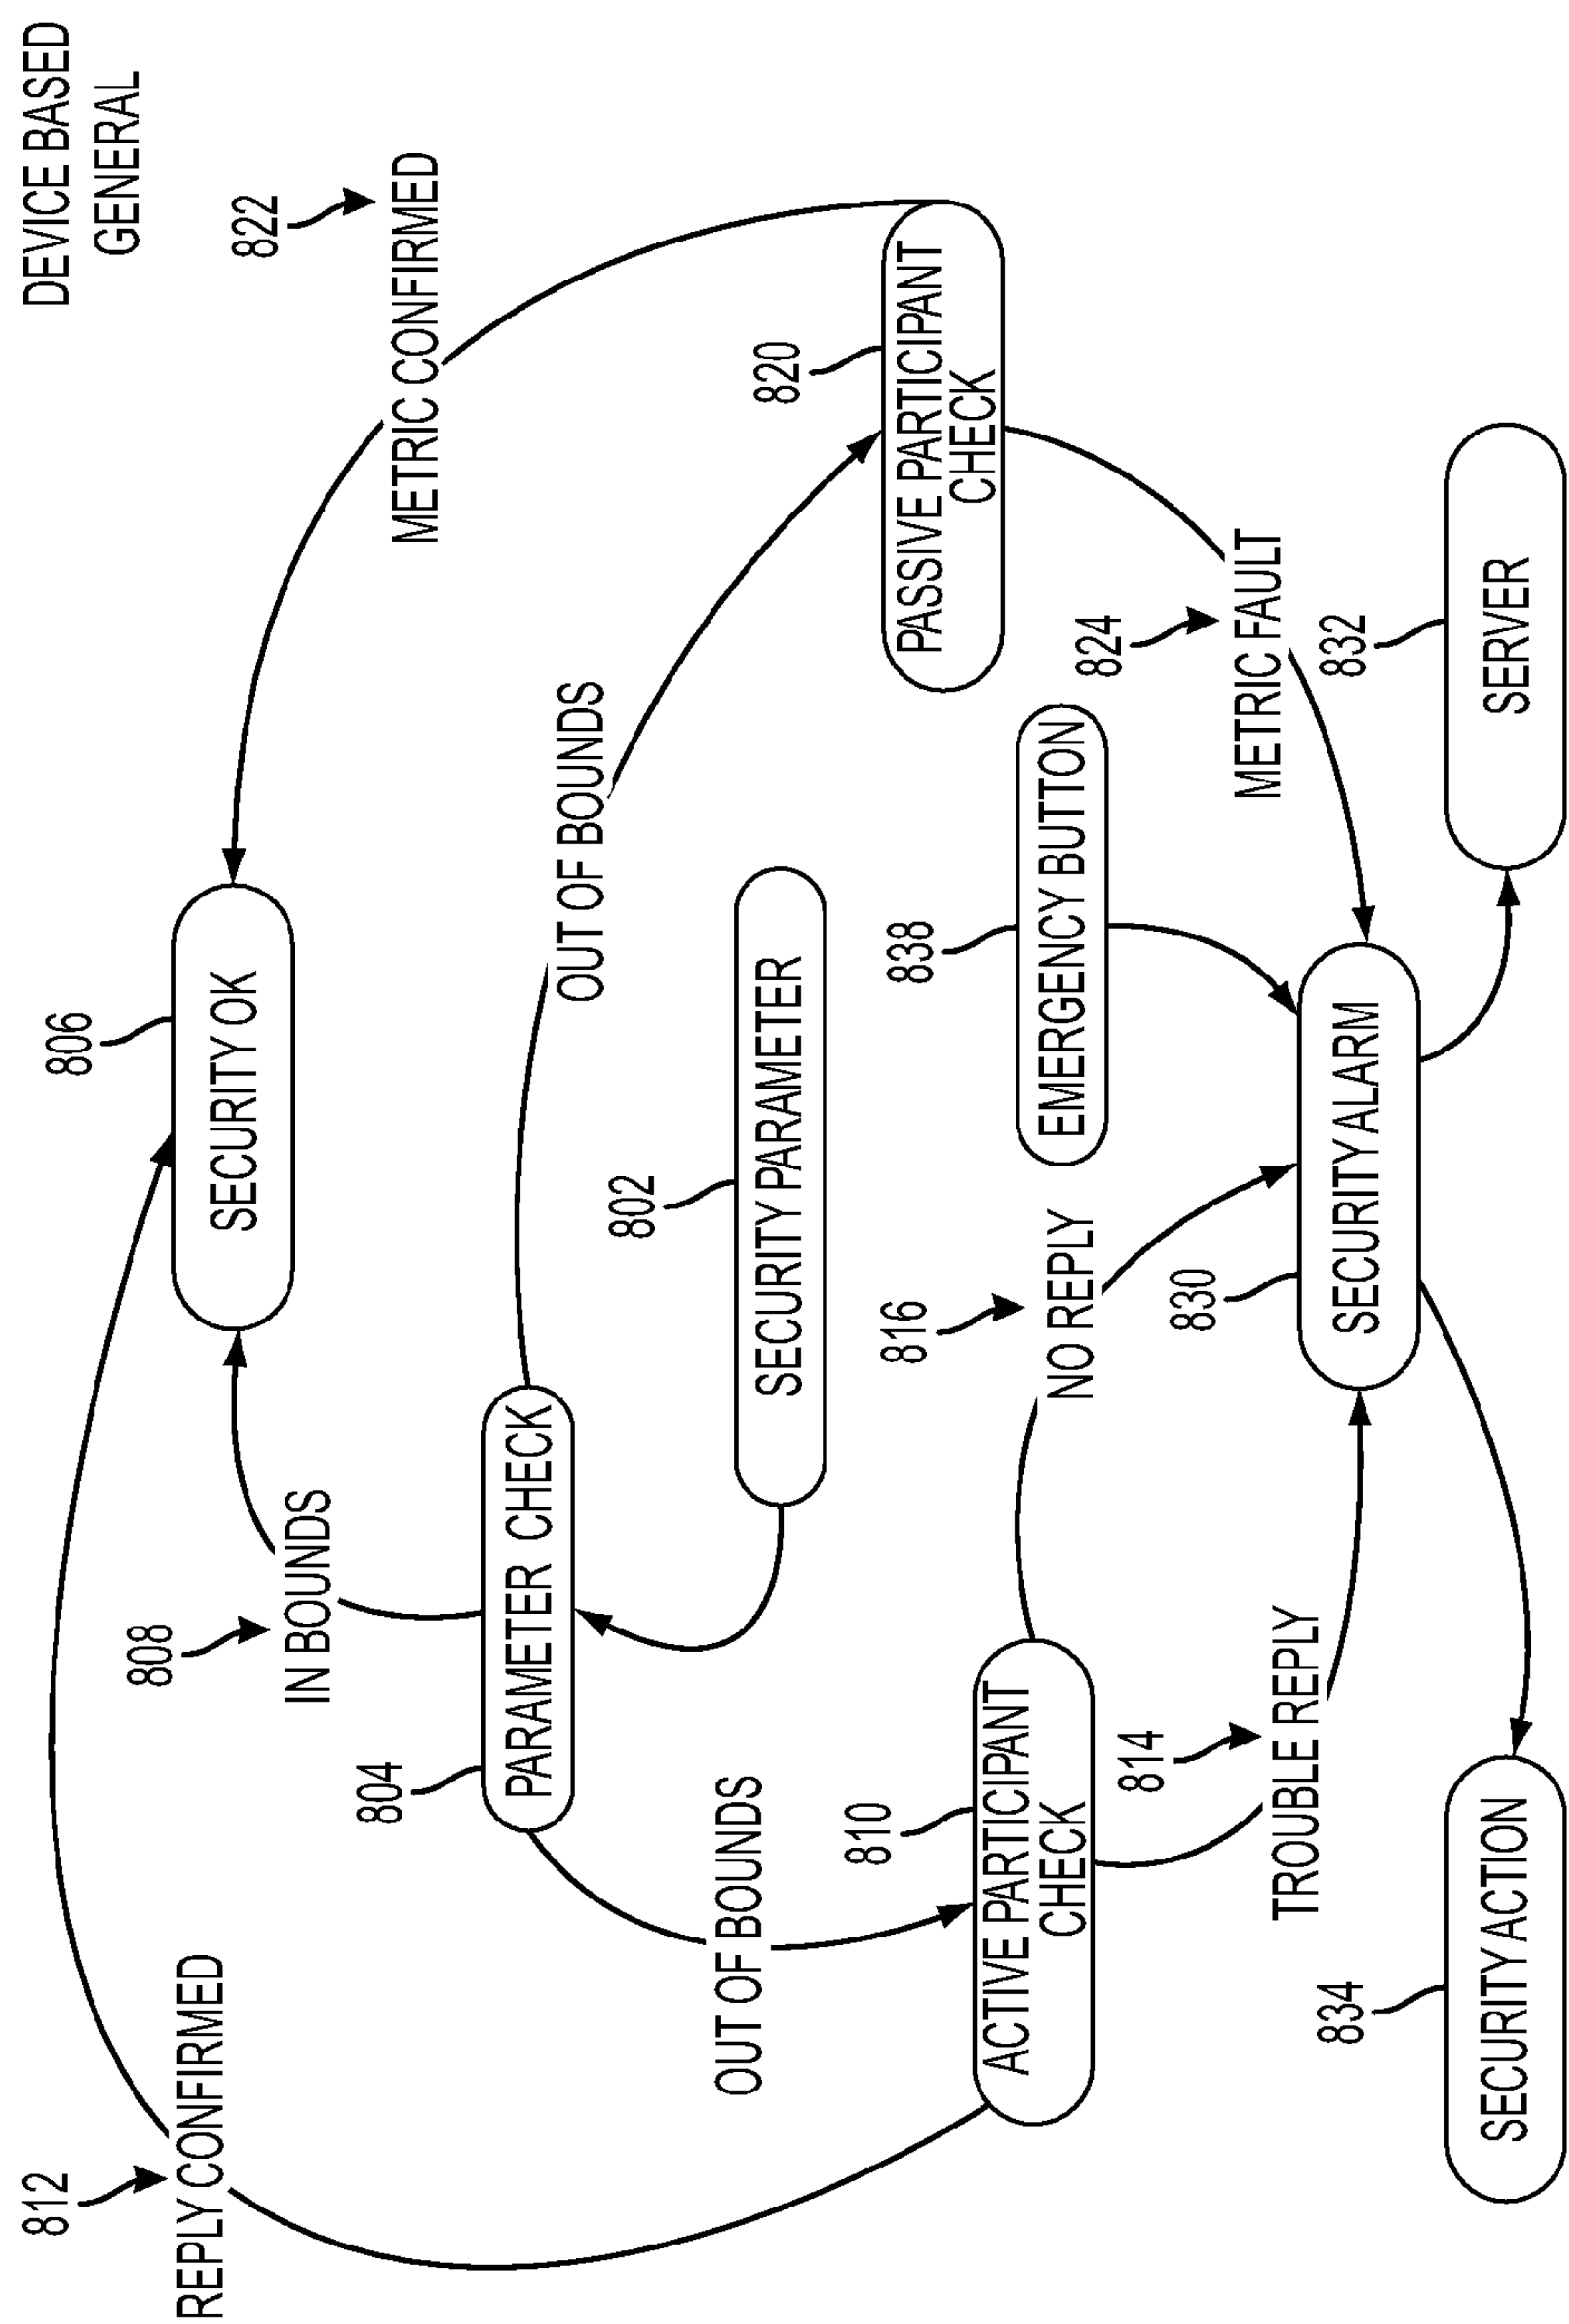 DEVICE BASED
GENERAL
812
REPLY CONFIRMED
806
SECURITY OK
822
METRIC CONFIRMED
808
IN BOUNDS
804
PARAMETER CHECK
OUT OF BOUNDS
802
SECURITY PARAMETER
OUT OF BOUNDS
820
PASSIVE PARTICIPANT
CHECK
810
ACTIVE PARTICIPANT
CHECK
816
NO REPLY
838
EMERGENCY BUTTON
824
METRIC FAULT
814
TROUBLE REPLY
830
SECURITY ALARM
834
SECURITY ACTION
832
SERVER